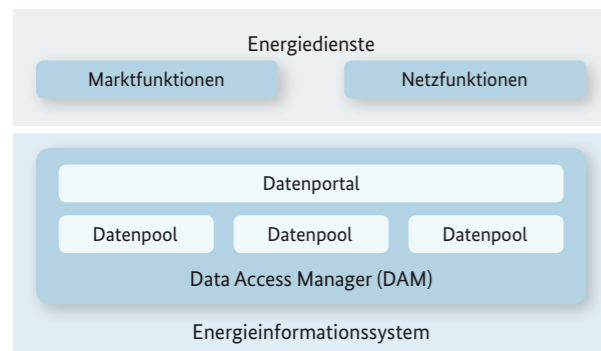 Energiedienste
Marktfunktionen
Netzfunktionen
Datenportal
Datenpool
Datenpool
Datenpool
Data Access Manager (DAM)
Energieinformationssystem